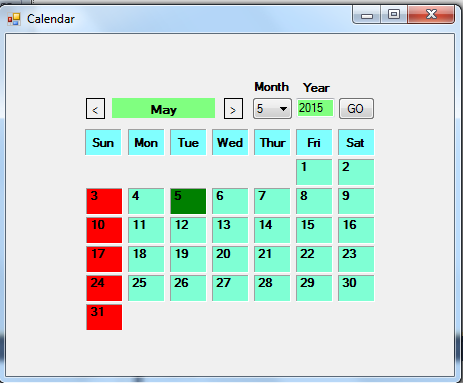 Calendar
Month Year
< May > 5 2015 GO
Sun Mon Tue Wed Thur Fri Sat
1 2
3 4 5 6 7 8 9
10 11 12 13 14 15 16
17 18 19 20 21 22 23
24 25 26 27 28 29 30
31